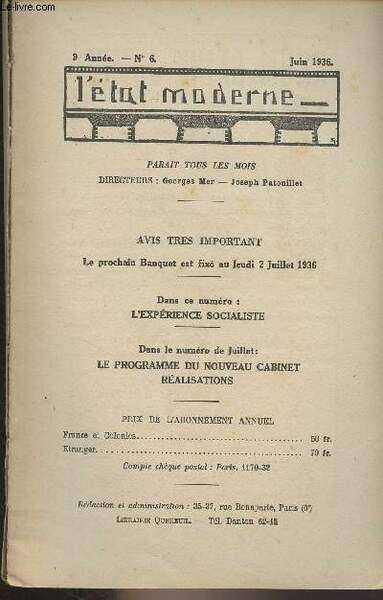 © le-livre.com
9e Année. — N° 6.
Juin 1936.
l'état moderne
PARAIT TOUS LES MOIS
DIRECTEURS : Georges Mer — Joseph Patouillet
AVIS TRES IMPORTANT
Le prochain Banquet est fixé au Jeudi 2 Juillet 1936
Dans ce numéro :
L'EXPÉRIENCE SOCIALISTE
Dans le numéro de Juillet:
LE PROGRAMME DU NOUVEAU CABINET
RÉALISATIONS
PRIX DE L'ABONNEMENT ANNUEL
France et Colonies 50 fr.
Etranger 70 fr.
Compte chèque postal : Paris, 1170-32
Rédaction et administration : 35-37, rue Bonaparte, Paris (6e)
LIBRAIRIE Tél. Danton 62-48